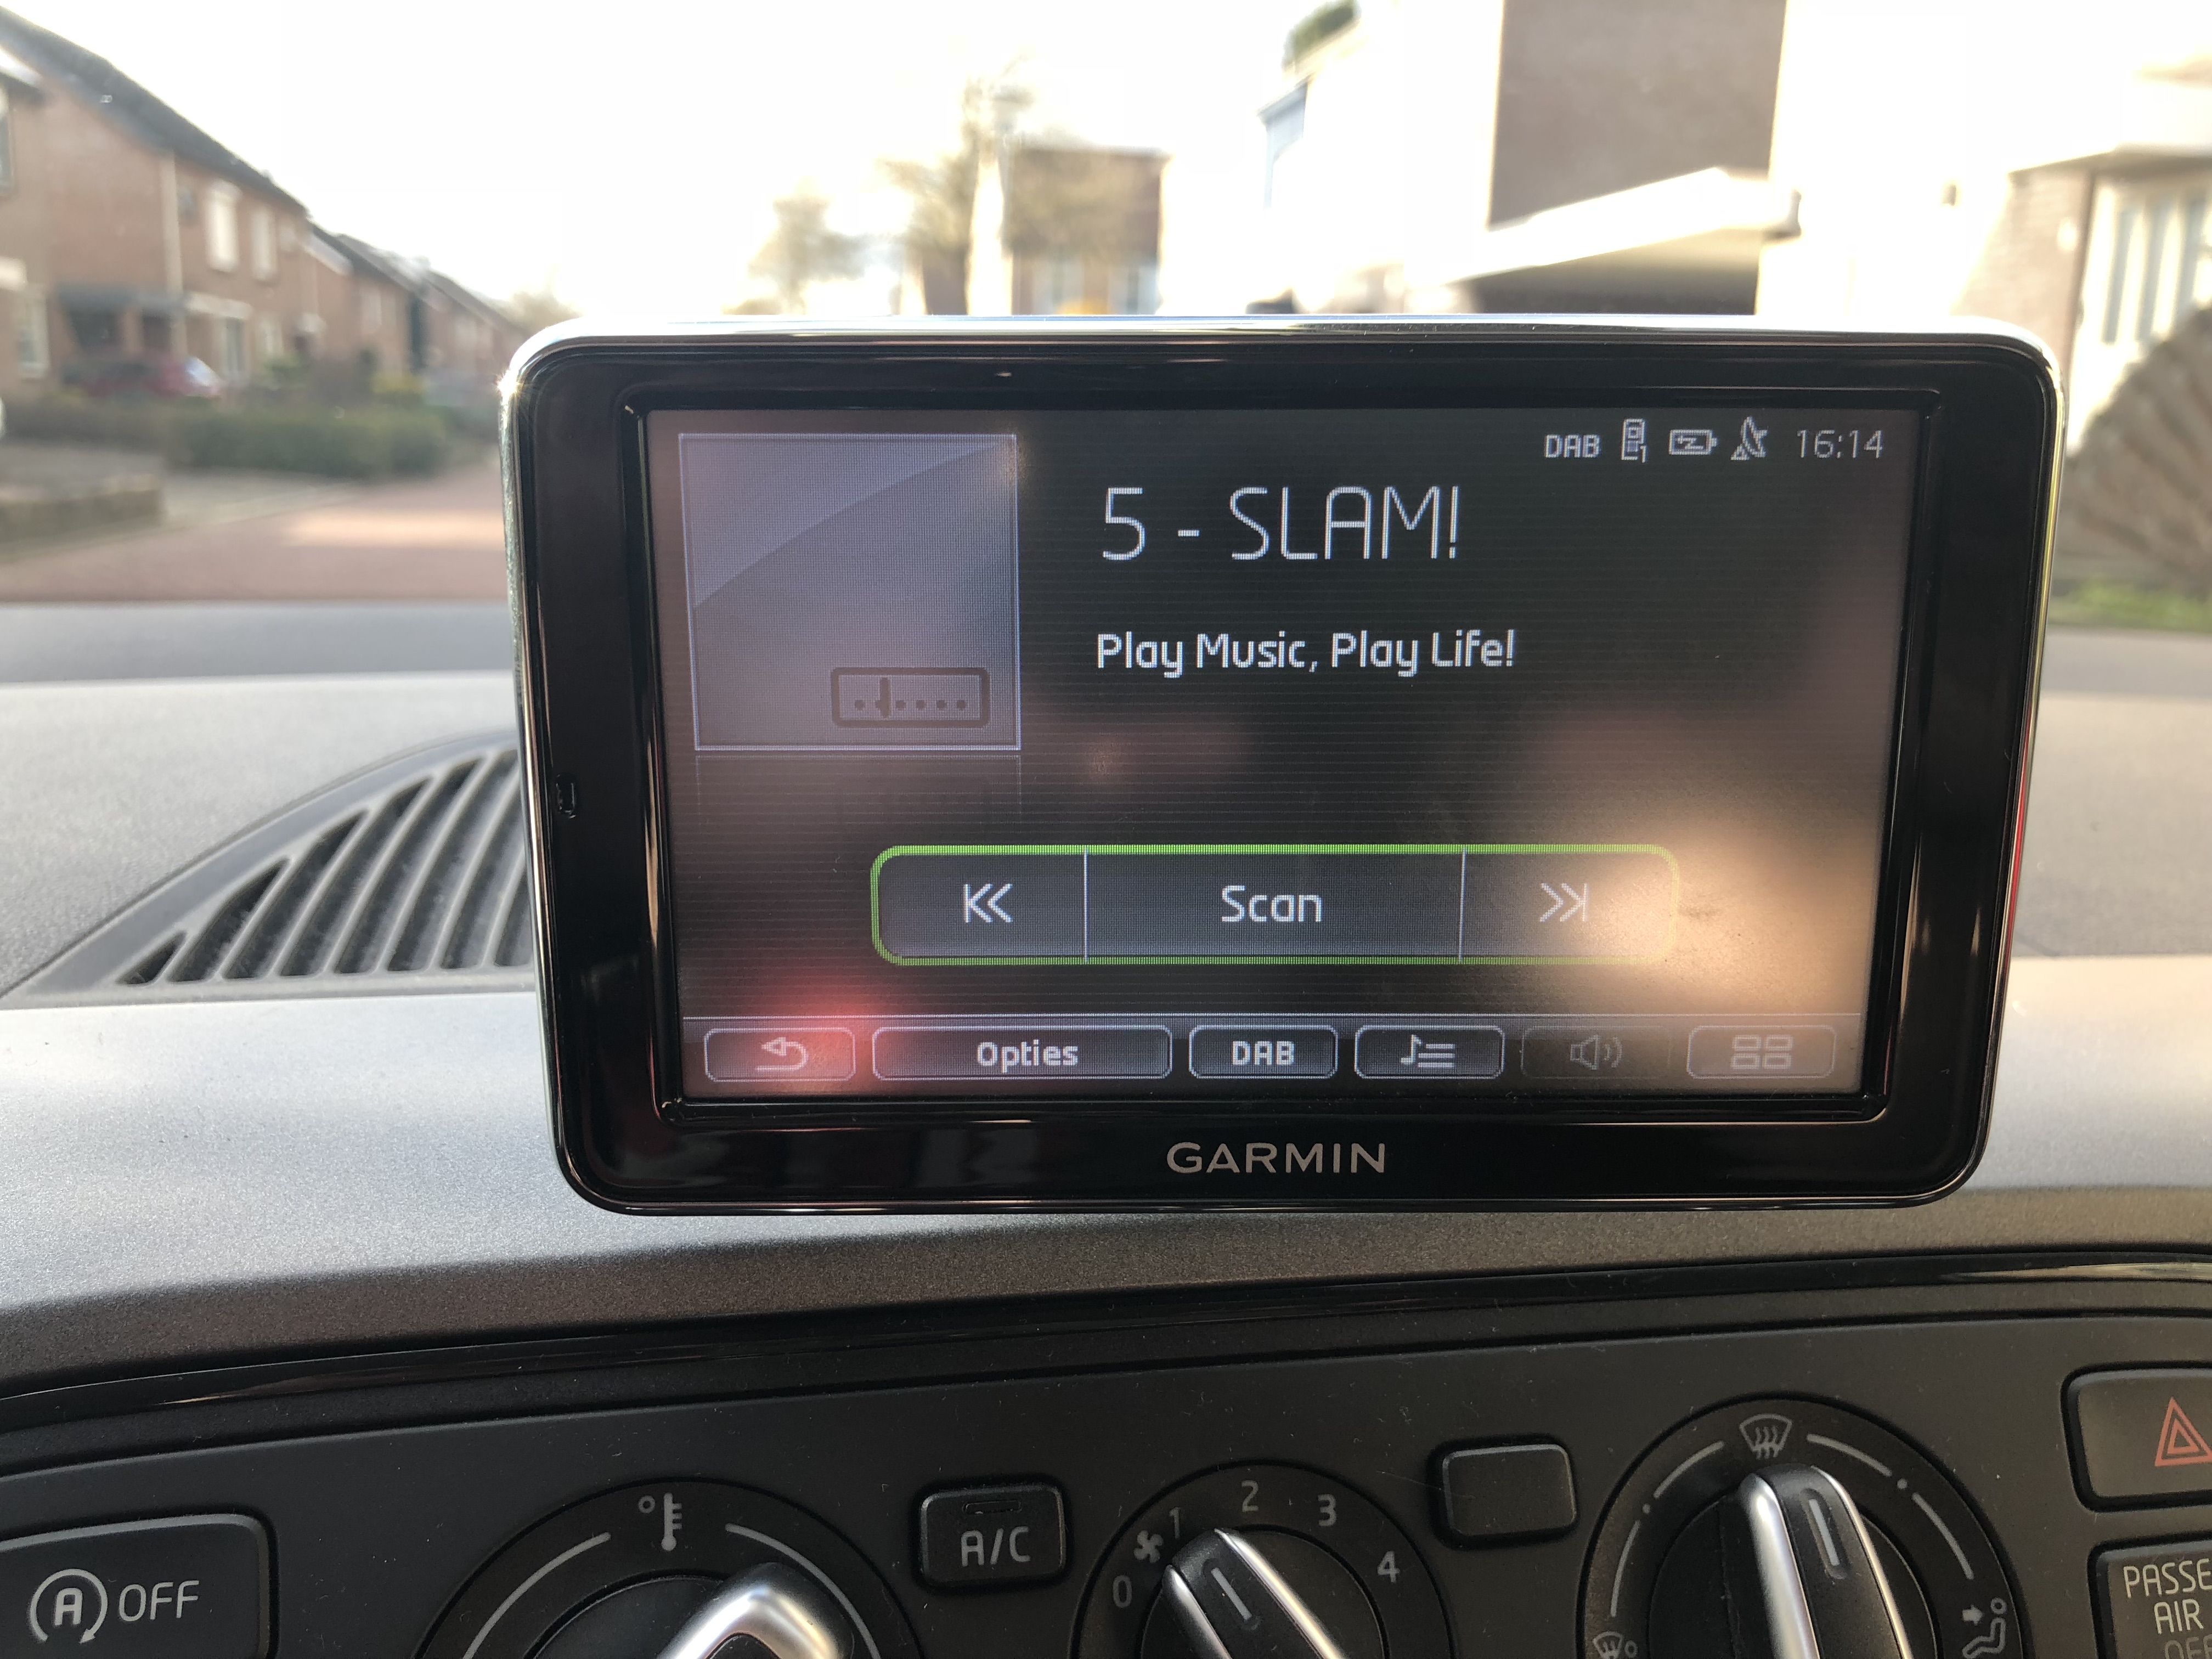 DAB 16:14
5 - SLAM!
Play Music, Play Life!
Scan
Opties DAB
GARMIN
1 2 3
A/C
0 4
A OFF
PASSE
AIR